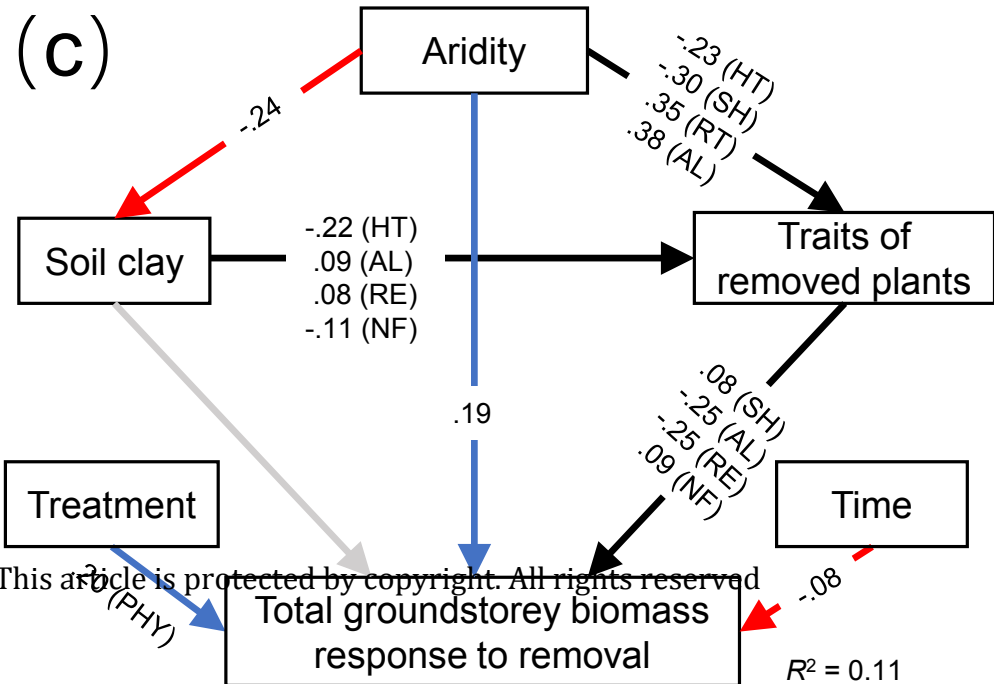 (c)
Aridity
-.23 (HT)
-.30 (SH)
.35 (RT)
.38 (AL)
-.24
Soil clay
-.22 (HT)
.09 (AL)
.08 (RE)
-.11 (NF)
Traits of
removed plants
.19
.08 (SH)
-.25 (AL)
-.25 (RE)
.09 (NF)
Treatment
Time
(PHY)
-.08
This article is protected by copyright. All rights reserved
Total groundstorey biomass
response to removal
R² = 0.11